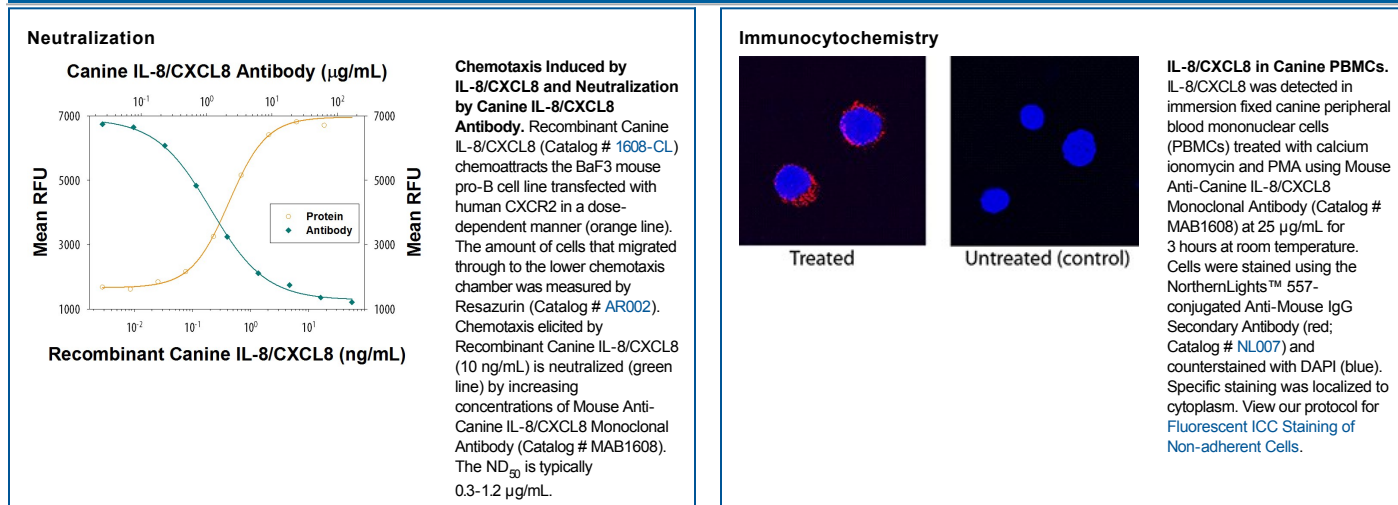 Neutralization
Canine IL-8/CXCL8 Antibody (µg/mL)
10-1 100 101 102
7000 7000
5000 5000
3000 3000
1000 1000
Mean RFU
Mean RFU
Protein
Antibody
10-2 10-1 100 101
Recombinant Canine IL-8/CXCL8 (ng/mL)
Chemotaxis Induced by
IL-8/CXCL8 and Neutralization
by Canine IL-8/CXCL8
Antibody. Recombinant Canine
IL-8/CXCL8 (Catalog # 1608-CL)
chemoattracts the BaF3 mouse
pro-B cell line transfected with
human CXCR2 in a dose-
dependent manner (orange line).
The amount of cells that migrated
through to the lower chemotaxis
chamber was measured by
Resazurin (Catalog # AR002).
Chemotaxis elicited by
Recombinant Canine IL-8/CXCL8
(10 ng/mL) is neutralized (green
line) by increasing
concentrations of Mouse Anti-
Canine IL-8/CXCL8 Monoclonal
Antibody (Catalog # MAB1608).
The ND50 is typically
0.3-1.2 µg/mL.
Immunocytochemistry
Treated
Untreated (control)
IL-8/CXCL8 in Canine PBMCs.
IL-8/CXCL8 was detected in
immersion fixed canine peripheral
blood mononuclear cells
(PBMCs) treated with calcium
ionomycin and PMA using Mouse
Anti-Canine IL-8/CXCL8
Monoclonal Antibody (Catalog #
MAB1608) at 25 µg/mL for
3 hours at room temperature.
Cells were stained using the
NorthernLights™ 557-
conjugated Anti-Mouse IgG
Secondary Antibody (red;
Catalog # NL007) and
counterstained with DAPI (blue).
Specific staining was localized to
cytoplasm. View our protocol for
Fluorescent ICC Staining of
Non-adherent Cells.